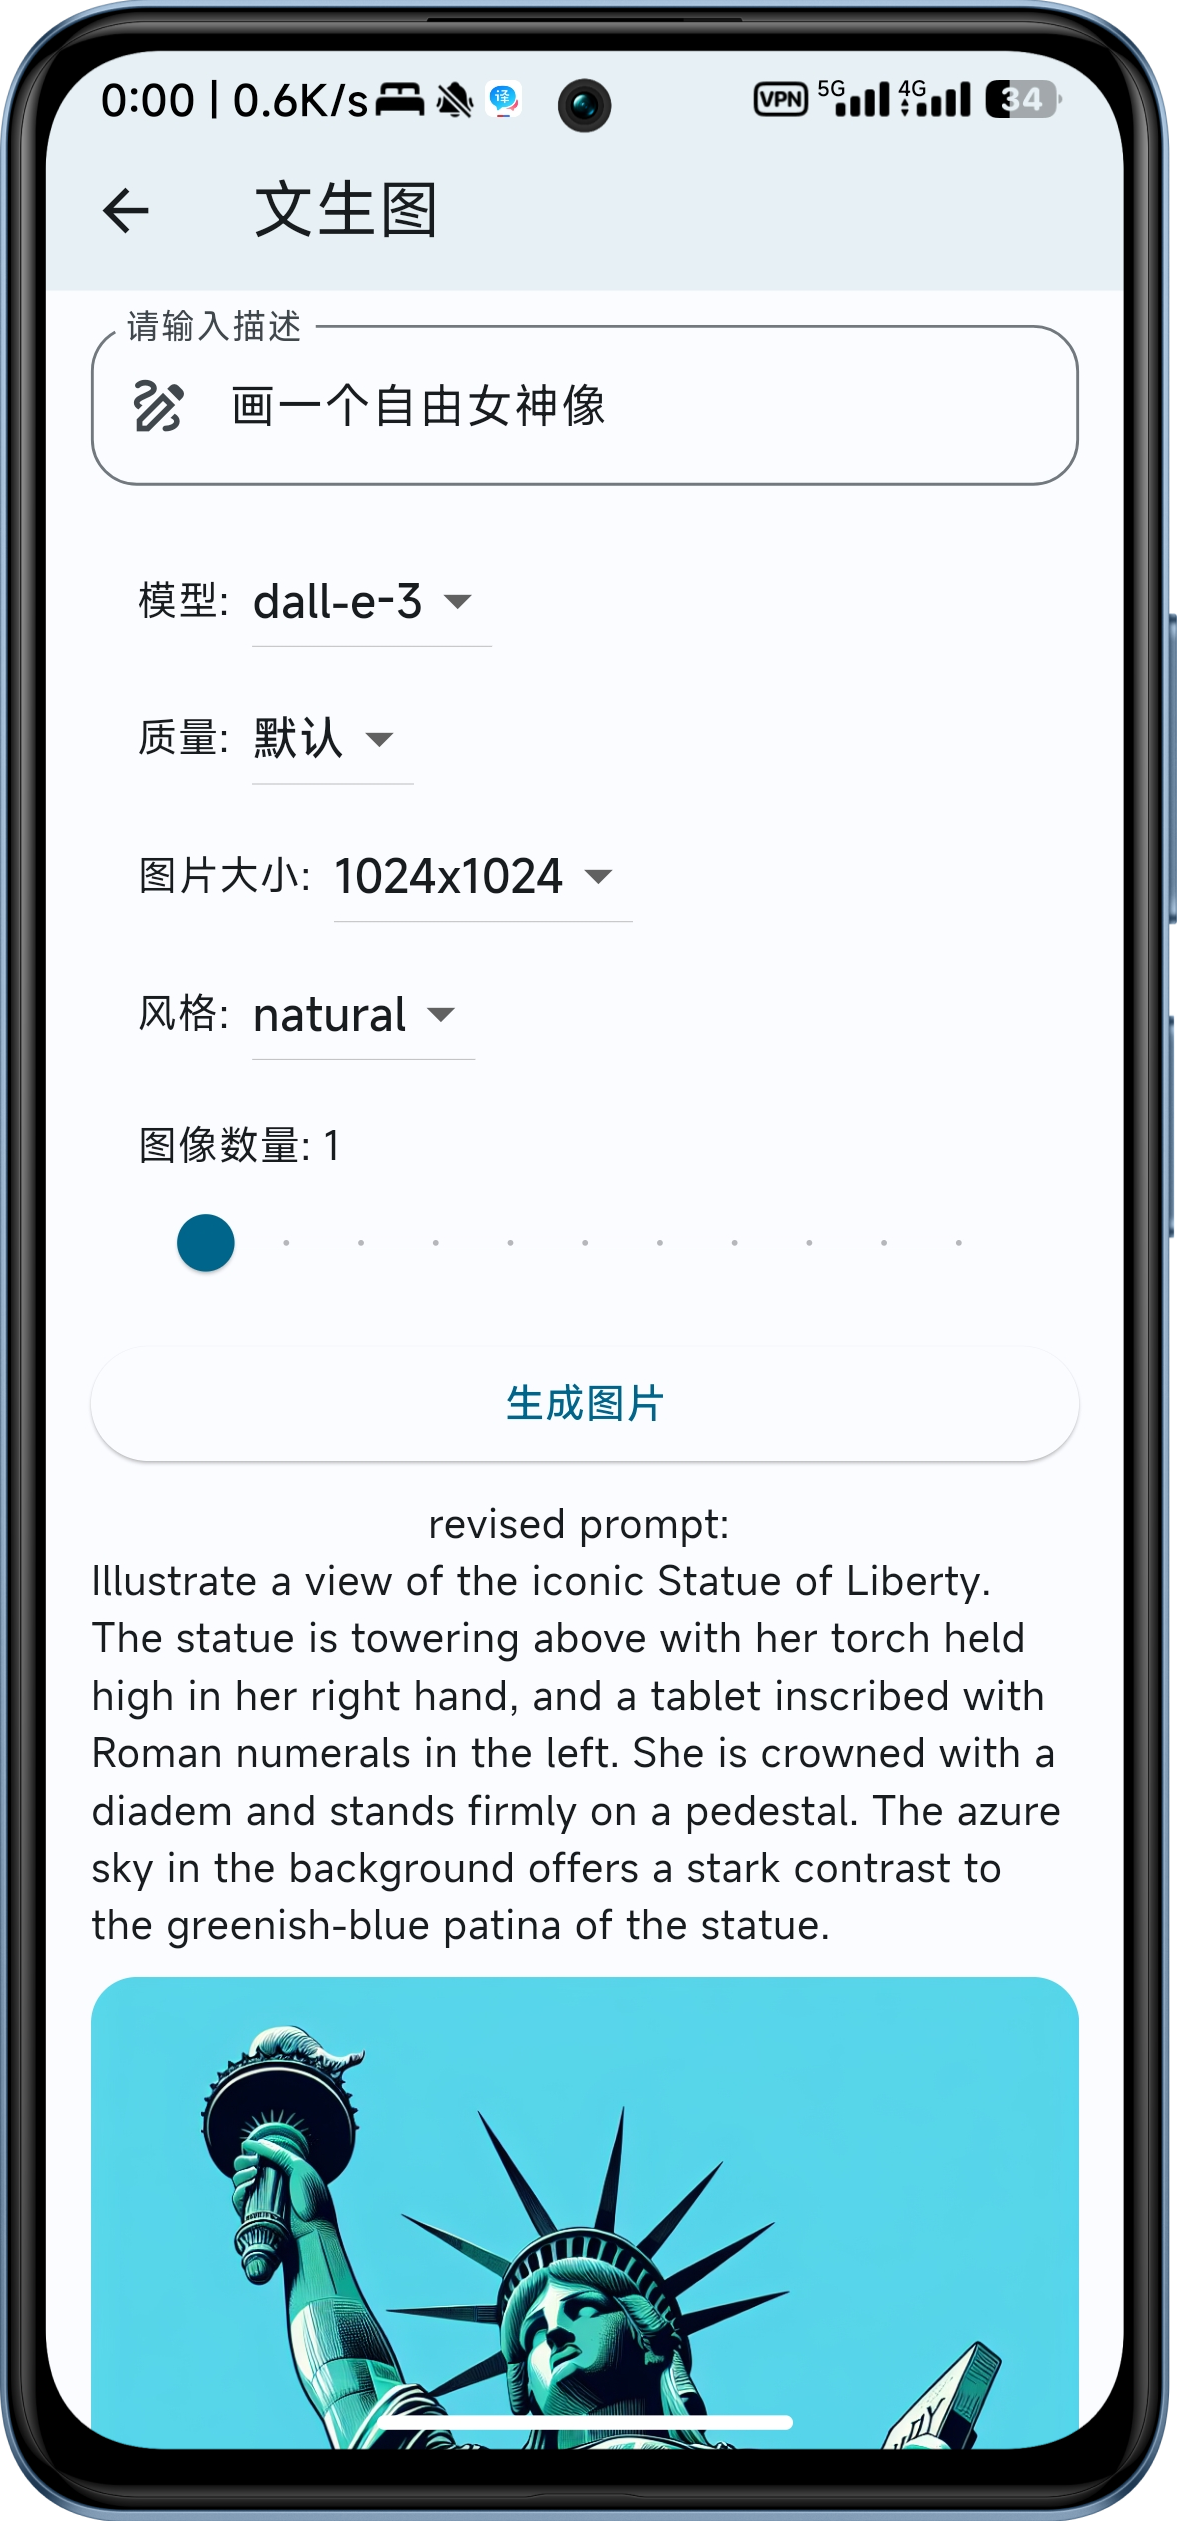 0:00 | 0.6K/s 译 VPN 5G 4G 34
文生图
请输入描述
画一个自由女神像
模型: dall-e-3
质量: 默认
图片大小: 1024x1024
风格: natural
图像数量: 1
生成图片
revised prompt:
Illustrate a view of the iconic Statue of Liberty.
The statue is towering above with her torch held
high in her right hand, and a tablet inscribed with
Roman numerals in the left. She is crowned with a
diadem and stands firmly on a pedestal. The azure
sky in the background offers a stark contrast to
the greenish-blue patina of the statue.